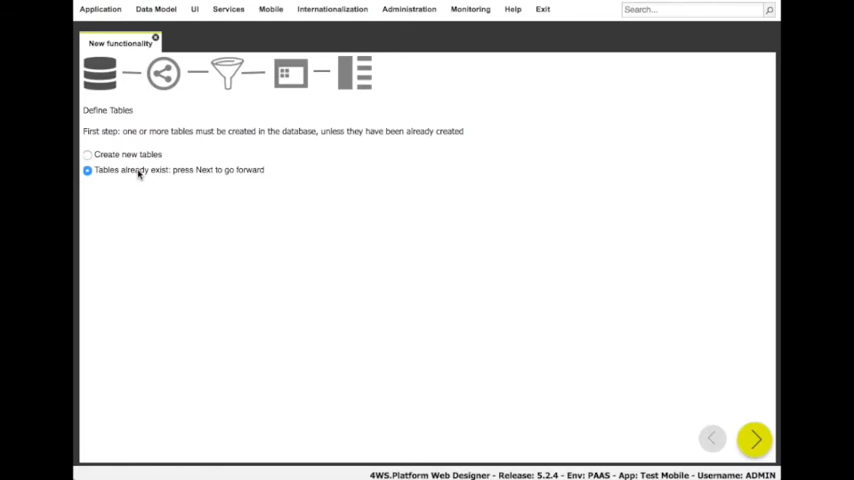 Application Data Model UI Services Mobile Internationalization Administration Monitoring Help Exit Search...
New functionality
Define Tables
First step: one or more tables must be created in the database, unless they have been already created
Create new tables
Tables already exist: press Next to go forward
4WS.Platform Web Designer - Release: 5.2.4 - Env: PAAS - App: Test Mobile - Username: ADMIN